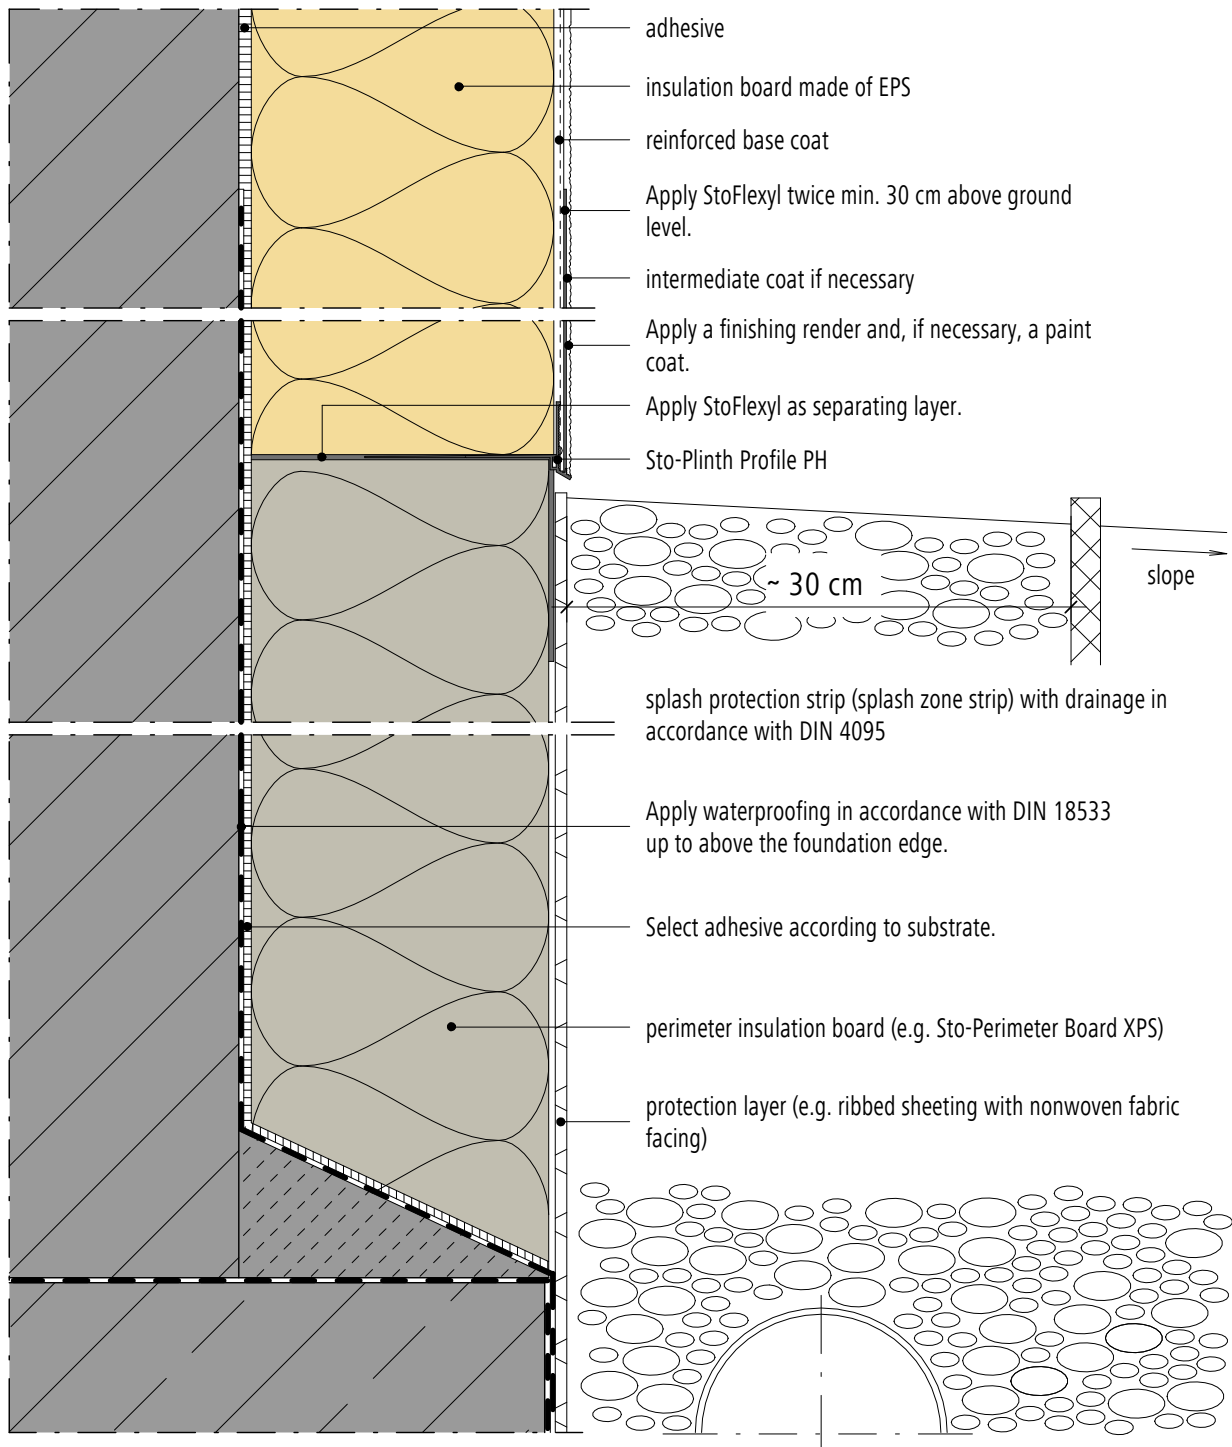 adhesive
insulation board made of EPS
reinforced base coat
Apply StoFlexyl twice min. 30 cm above ground
level.
intermediate coat if necessary
Apply a finishing render and, if necessary, a paint
coat.
Apply StoFlexyl as separating layer.
Sto-Plinth Profile PH
slope
~ 30 cm
splash protection strip (splash zone strip) with drainage in
accordance with DIN 4095
Apply waterproofing in accordance with DIN 18533
up to above the foundation edge.
Select adhesive according to substrate.
perimeter insulation board (e.g. Sto-Perimeter Board XPS)
protection layer (e.g. ribbed sheeting with nonwoven fabric
facing)